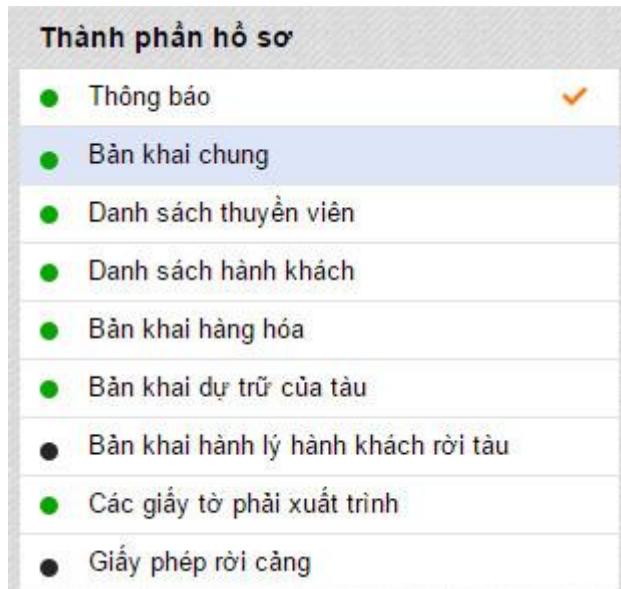 Thành phần hồ sơ
Thông báo
Bản khai chung
Danh sách thuyền viên
Danh sách hành khách
Bản khai hàng hóa
Bản khai dự trữ của tàu
Bản khai hành lý hành khách rời tàu
Các giấy tờ phải xuất trình
Giấy phép rời cảng